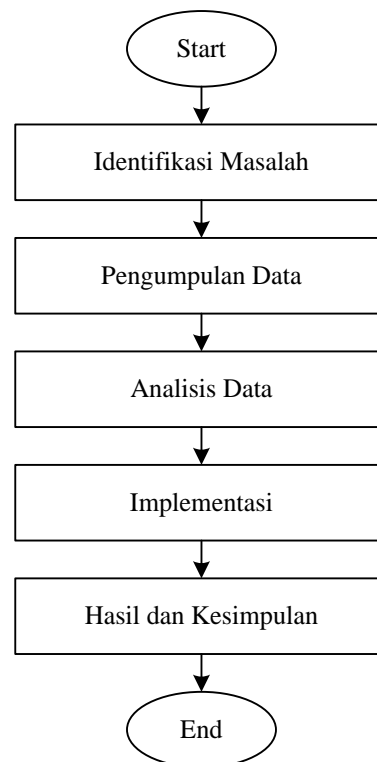 Start
Identifikasi Masalah
Pengumpulan Data
Analisis Data
Implementasi
Hasil dan Kesimpulan
End